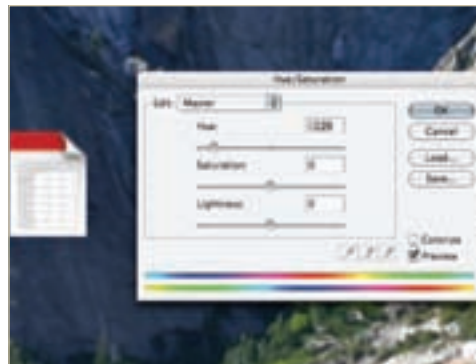 Hue/Saturation
Edit: Master
OK
Hue:
Cancel
Load...
Saturation: 0
Save...
Lightness: 0
Colorize
Preview